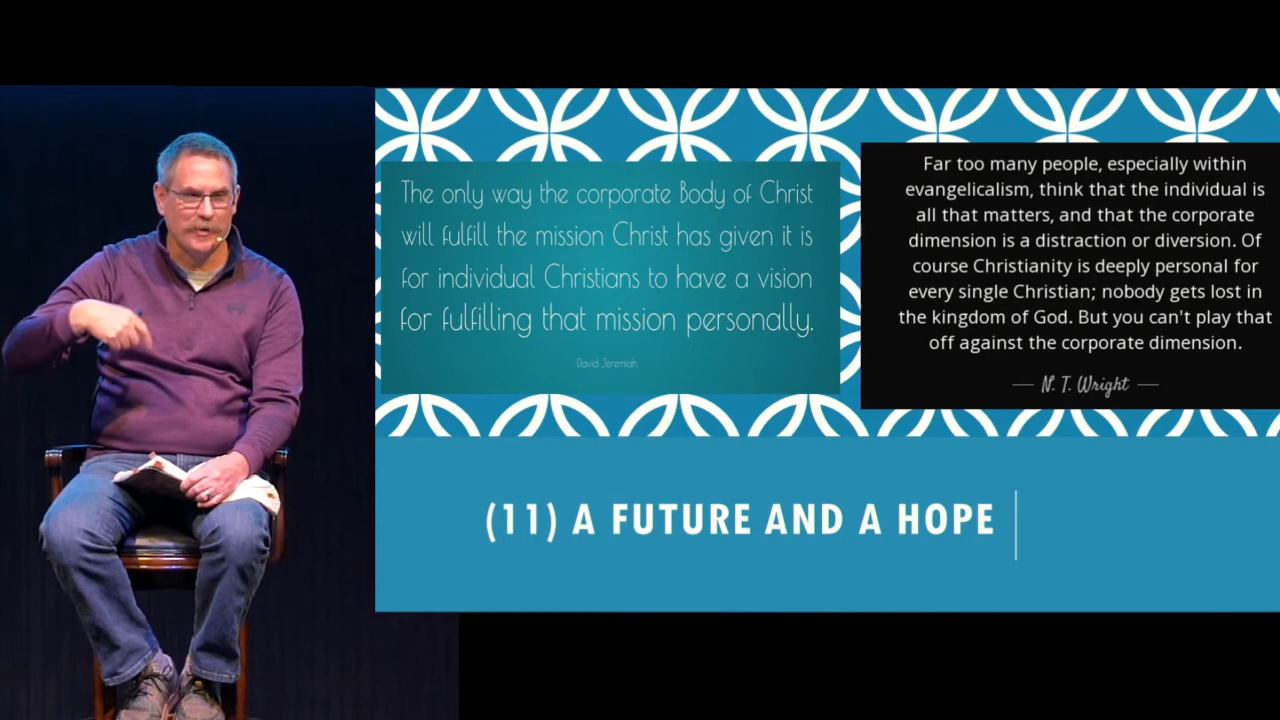 The only way the corporate Body of Christ
will fulfill the mission Christ has given it is
for individual Christians to have a vision
for fulfilling that mission personally.
David Jeremiah
Far too many people, especially within
evangelicalism, think that the individual is
all that matters, and that the corporate
dimension is a distraction or diversion. Of
course Christianity is deeply personal for
every single Christian; nobody gets lost in
the kingdom of God. But you can't play that
off against the corporate dimension.
— N. T. Wright —
(11) A FUTURE AND A HOPE